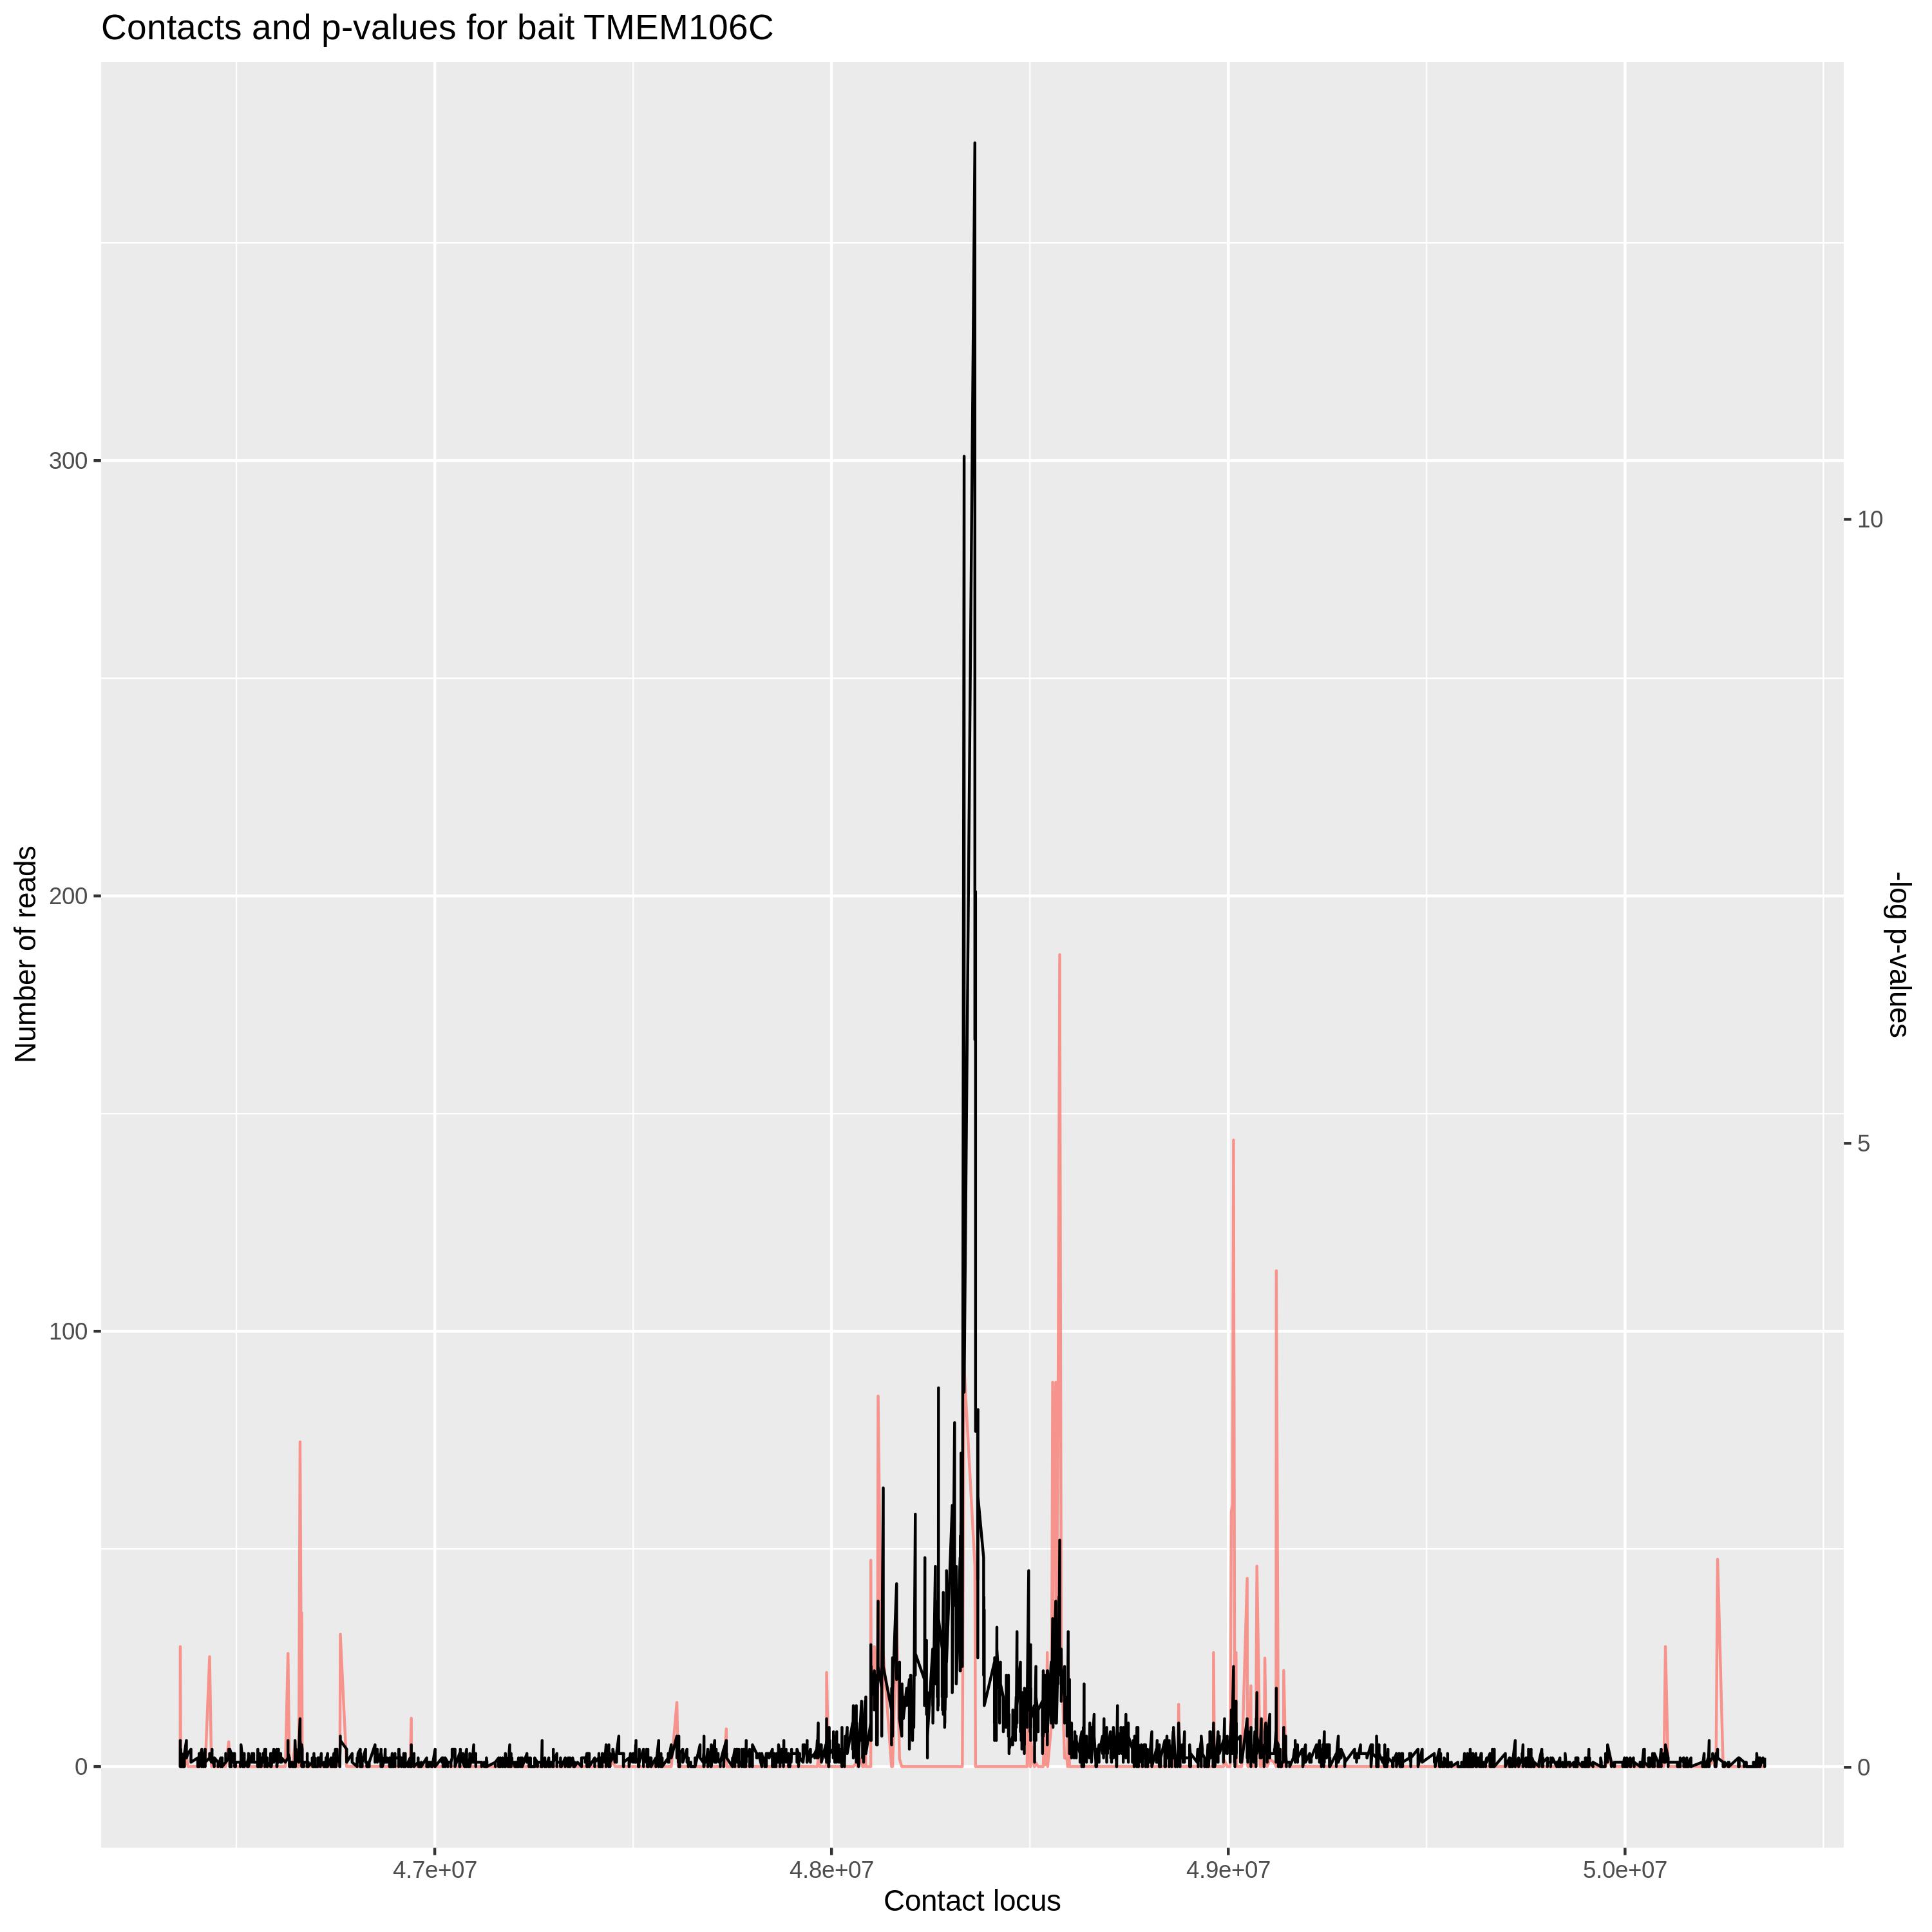 Contacts and p-values for bait TMEM106C
Number of reads
300
200
100
0
10
5
0
-log p-values
4.7e+07
4.8e+07
4.9e+07
5.0e+07
Contact locus